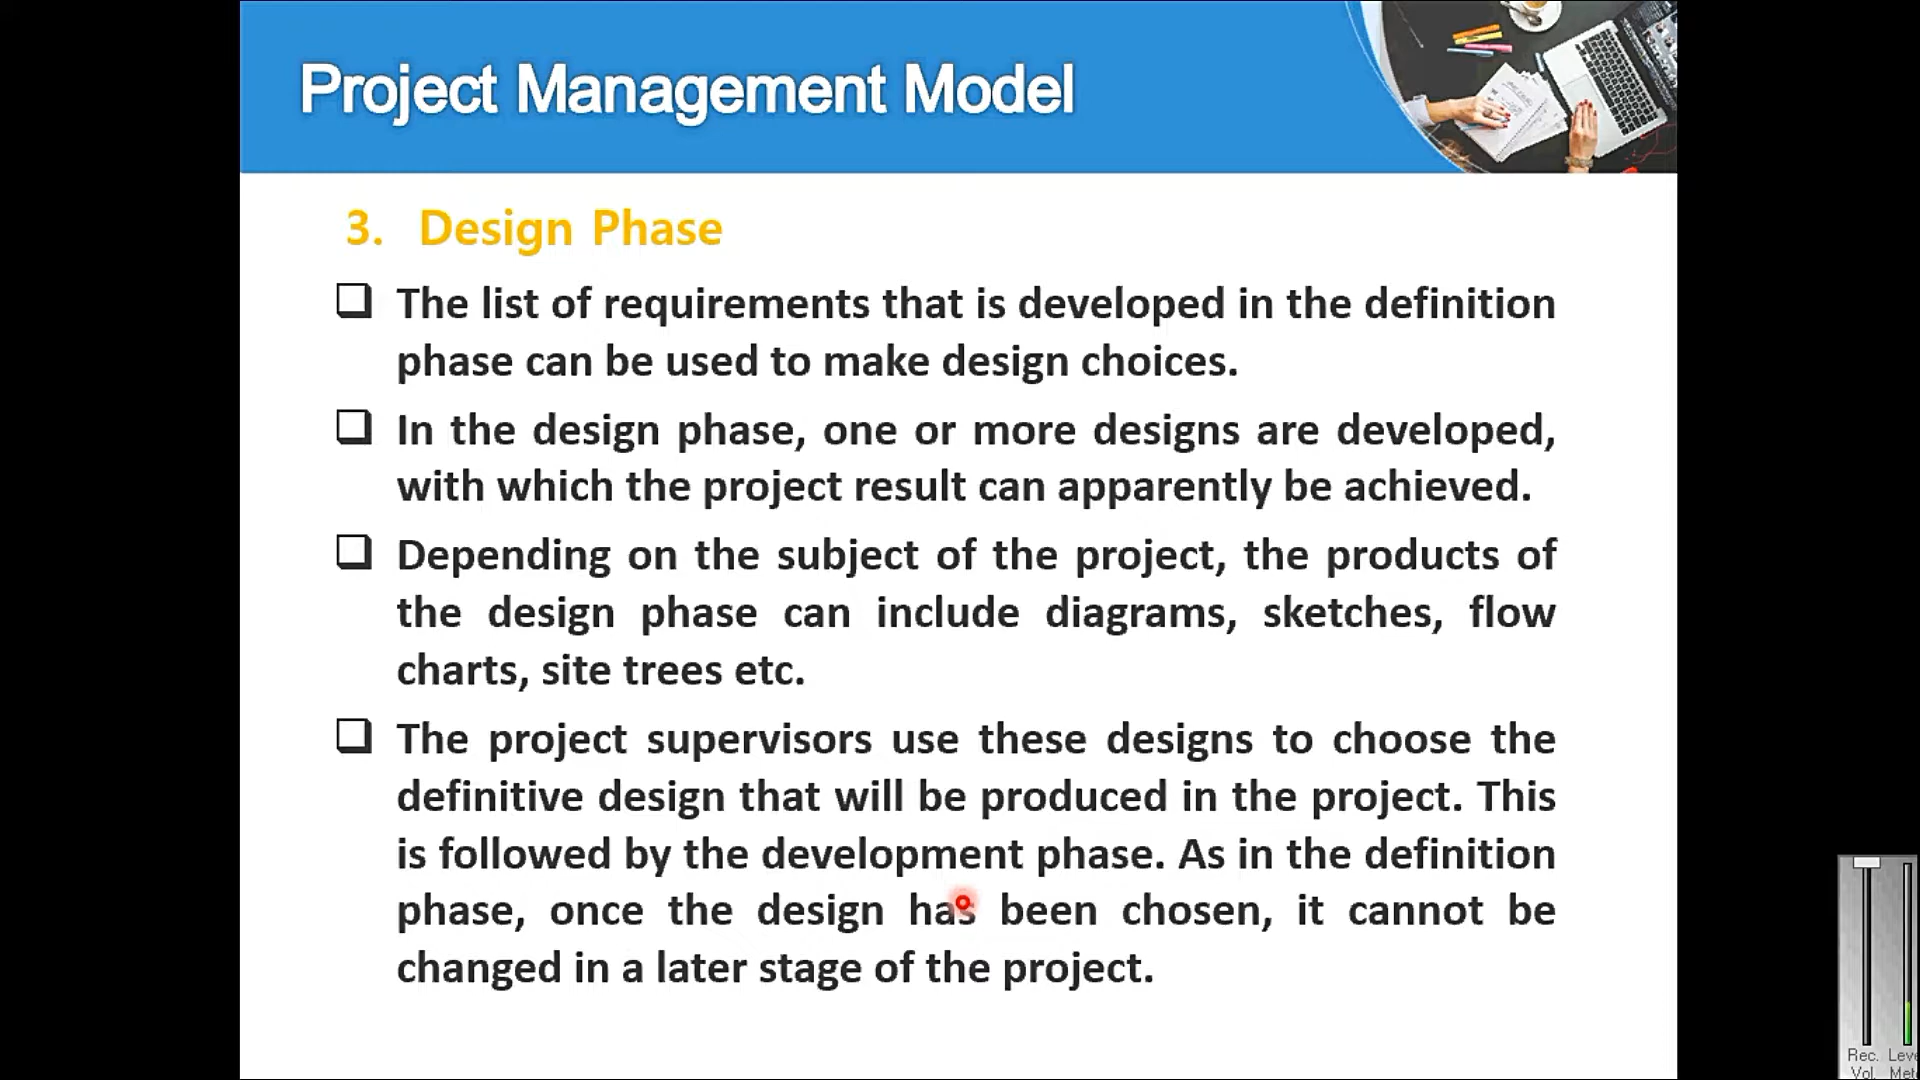 Project Management Model
3. Design Phase
❑ The list of requirements that is developed in the definition
phase can be used to make design choices.
❑ In the design phase, one or more designs are developed,
with which the project result can apparently be achieved.
❑ Depending on the subject of the project, the products of
the design phase can include diagrams, sketches, flow
charts, site trees etc.
❑ The project supervisors use these designs to choose the
definitive design that will be produced in the project. This
is followed by the development phase. As in the definition
phase, once the design has been chosen, it cannot be
changed in a later stage of the project.
Rec. Leve
Vol. Mete